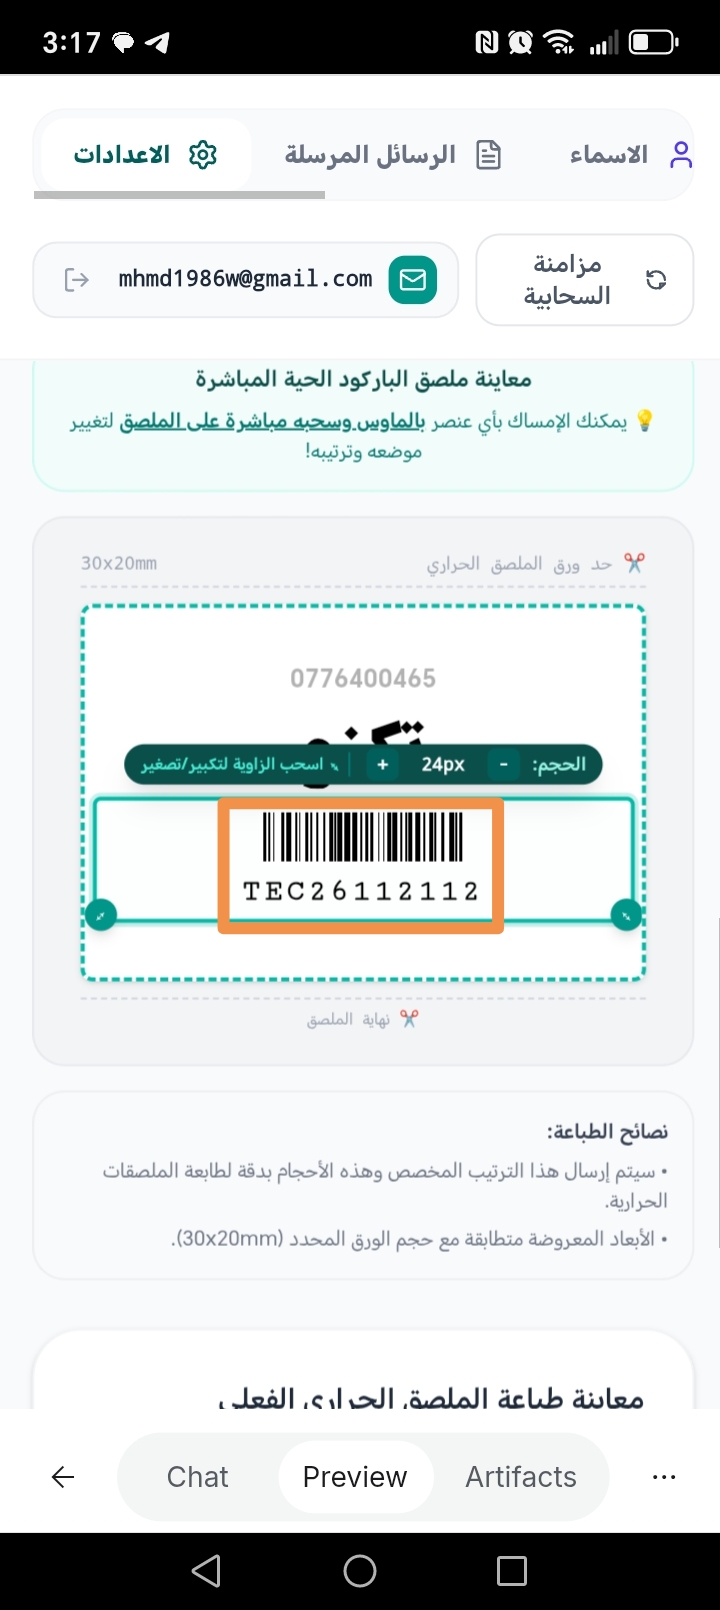 3:17
الاسماء
الرسائل المرسلة
الاعدادات
مزامنة
السحابية
mhmd1986w@gmail.com
معاينة ملصق الباركود الحية المباشرة
💡 يمكنك الإمساك بأي عنصر بالماوس وسحبه مباشرة على الملصق لتغيير
موضعه وترتيبه!
✂️ حد ورق الملصق الحراري
30x20mm
0776400465
الحجم: - 24px + اسحب الزاوية لتكبير/تصغير
TEC26112112
✂️ نهاية الملصق
نصائح الطباعة:
• سيتم إرسال هذا الترتيب المخصص وهذه الأحجام بدقة لطابعة الملصقات
الحرارية.
• الأبعاد المعروضة متطابقة مع حجم الورق المحدد (30x20mm).
معاينة طباعة الملصق الحراري الفعلي
Chat
Preview
Artifacts